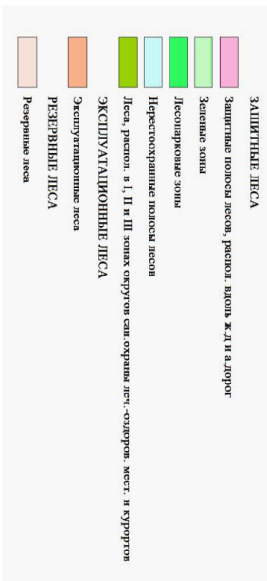 ЗАЩИТНЫЕ ЛЕСА
Защитные полосы лесов, распол. вдоль ж.д и а.дорог
Зеленые зоны
Лесопарковые зоны
Нерестоохранные полосы лесов
Леса, распол. в I, II и III зонах округов сан.охраны леч.-оздоров. мест. и курортов
ЭКСПЛУАТАЦИОННЫЕ ЛЕСА
Эксплуатационные леса
РЕЗЕРВНЫЕ ЛЕСА
Резервные леса